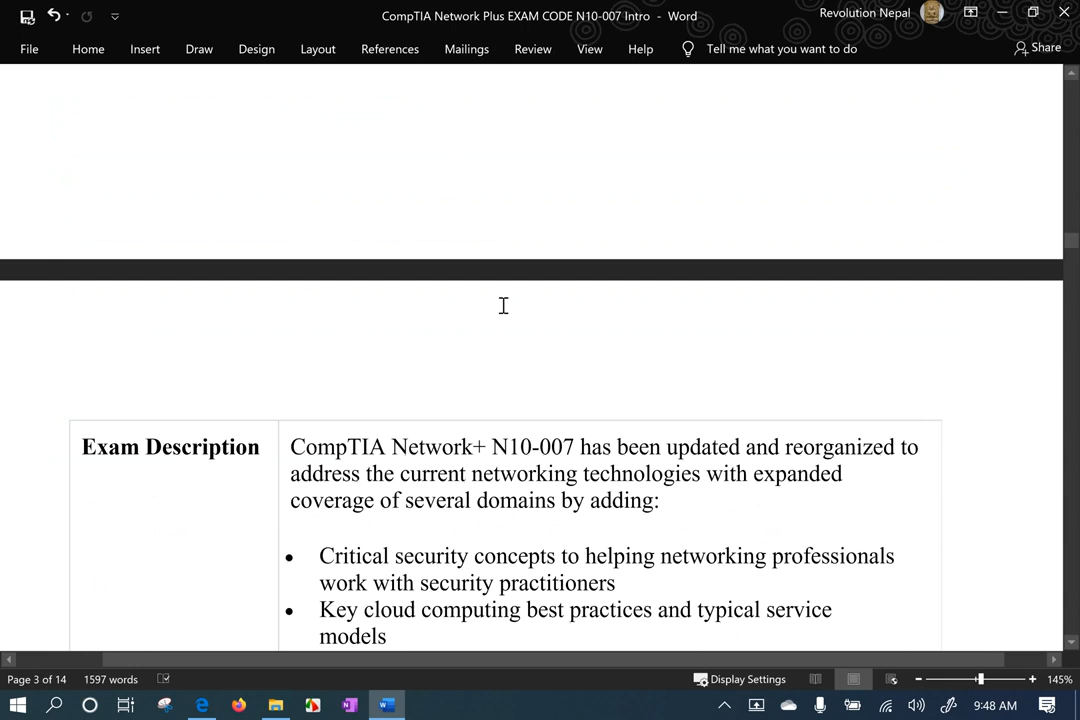 CompTIA Network Plus EXAM CODE N10-007 Intro - Word
Revolution Nepal
File Home Insert Draw Design Layout References Mailings Review View Help Tell me what you want to do Share
Exam Description
CompTIA Network+ N10-007 has been updated and reorganized to
address the current networking technologies with expanded
coverage of several domains by adding:
• Critical security concepts to helping networking professionals
work with security practitioners
• Key cloud computing best practices and typical service
models
Page 3 of 14 1597 words Display Settings 145%
9:48 AM